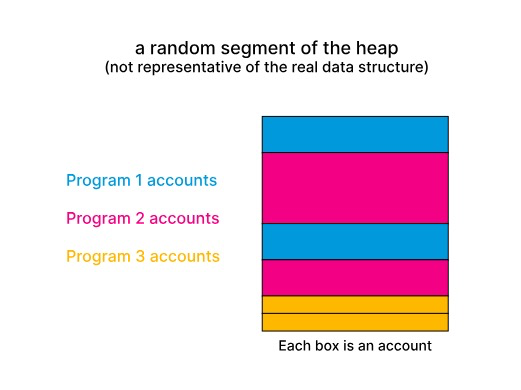 a random segment of the heap
(not representative of the real data structure)
Program 1 accounts
Program 2 accounts
Program 3 accounts
Each box is an account